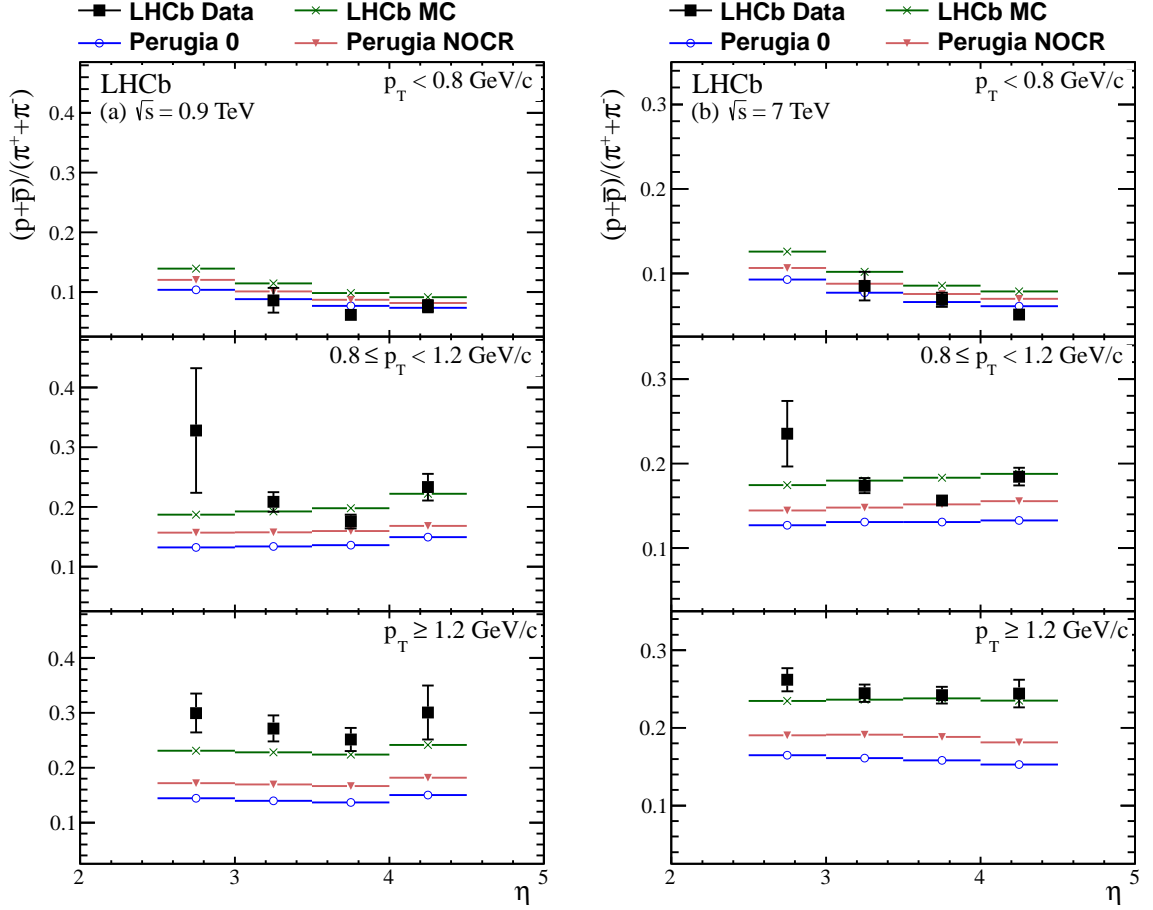 LHCb Data
LHCb MC
Perugia 0
Perugia NOCR
LHCb
(a) √s = 0.9 TeV
p_T < 0.8 GeV/c
(p+p̅)/(π⁺+π⁻)
0.4
0.3
0.2
0.1
0.8 ≤ p_T < 1.2 GeV/c
0.4
0.3
0.2
0.1
p_T ≥ 1.2 GeV/c
0.4
0.3
0.2
0.1
2
3
4
5
η
LHCb Data
LHCb MC
Perugia 0
Perugia NOCR
LHCb
(b) √s = 7 TeV
p_T < 0.8 GeV/c
(p+p̅)/(π⁺+π⁻)
0.3
0.2
0.1
0.8 ≤ p_T < 1.2 GeV/c
0.3
0.2
0.1
p_T ≥ 1.2 GeV/c
0.3
0.2
0.1
2
3
4
5
η